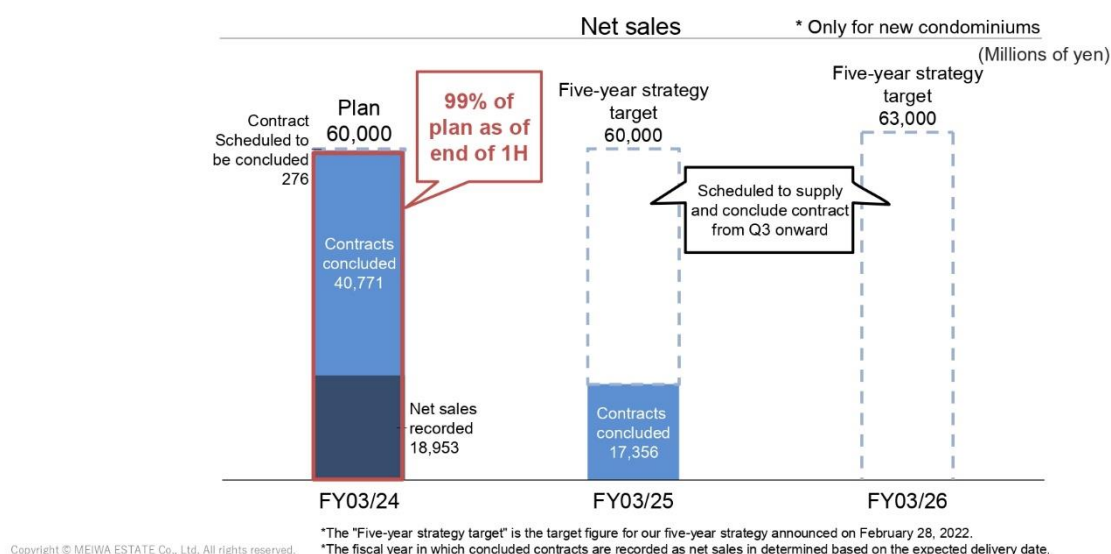 Net sales
* Only for new condominiums
(Millions of yen)
Contract
Scheduled to
be concluded
276
Plan
60,000
99% of
plan as of
end of 1H
Contracts
concluded
40,771
Net sales
recorded
18,953
Five-year strategy
target
60,000
Contracts
concluded
17,356
Scheduled to supply
and conclude contract
from Q3 onward
Five-year strategy
target
63,000
FY03/24
FY03/25
FY03/26
*The "Five-year strategy target" is the target figure for our five-year strategy announced on February 28, 2022.
*The fiscal year in which concluded contracts are recorded as net sales in determined based on the expected delivery date.
Copyright © MEIWA ESTATE Co., Ltd. All rights reserved.